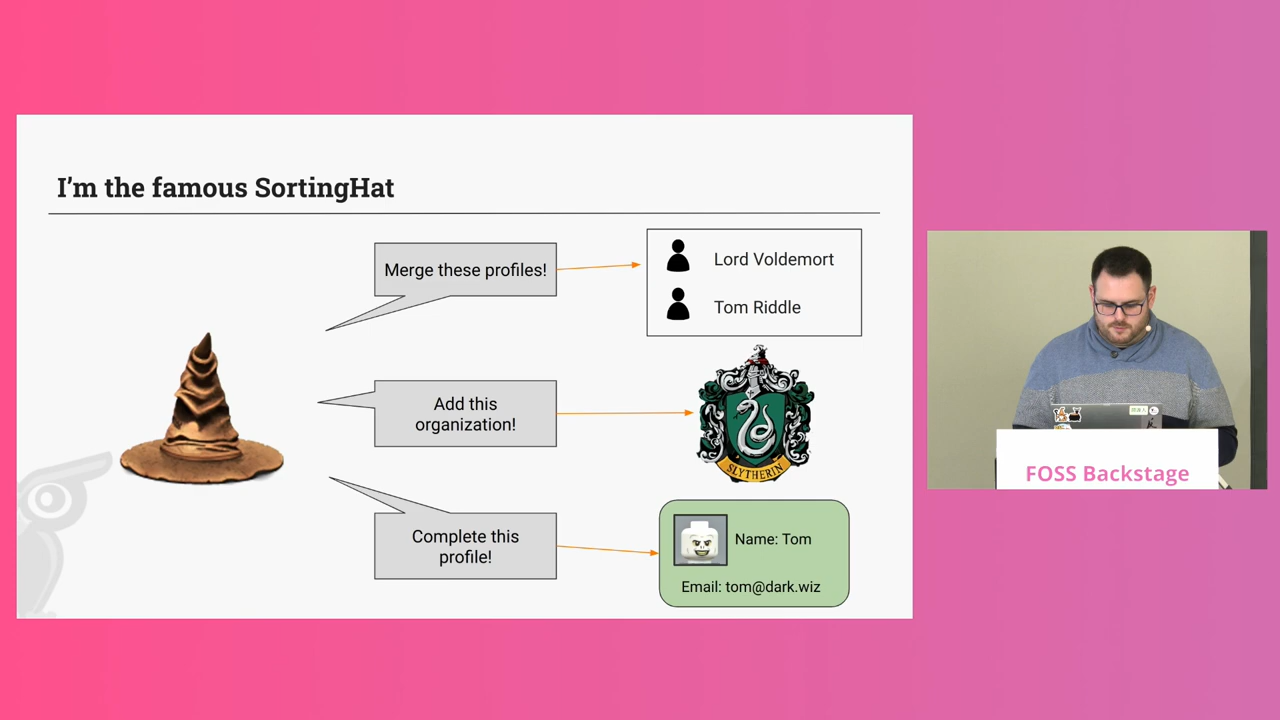 I'm the famous SortingHat
Merge these profiles!
Lord Voldemort
Tom Riddle
Add this
organization!
SLYTHERIN
Complete this
profile!
Name: Tom
Email: tom@dark.wiz
FOSS Backstage